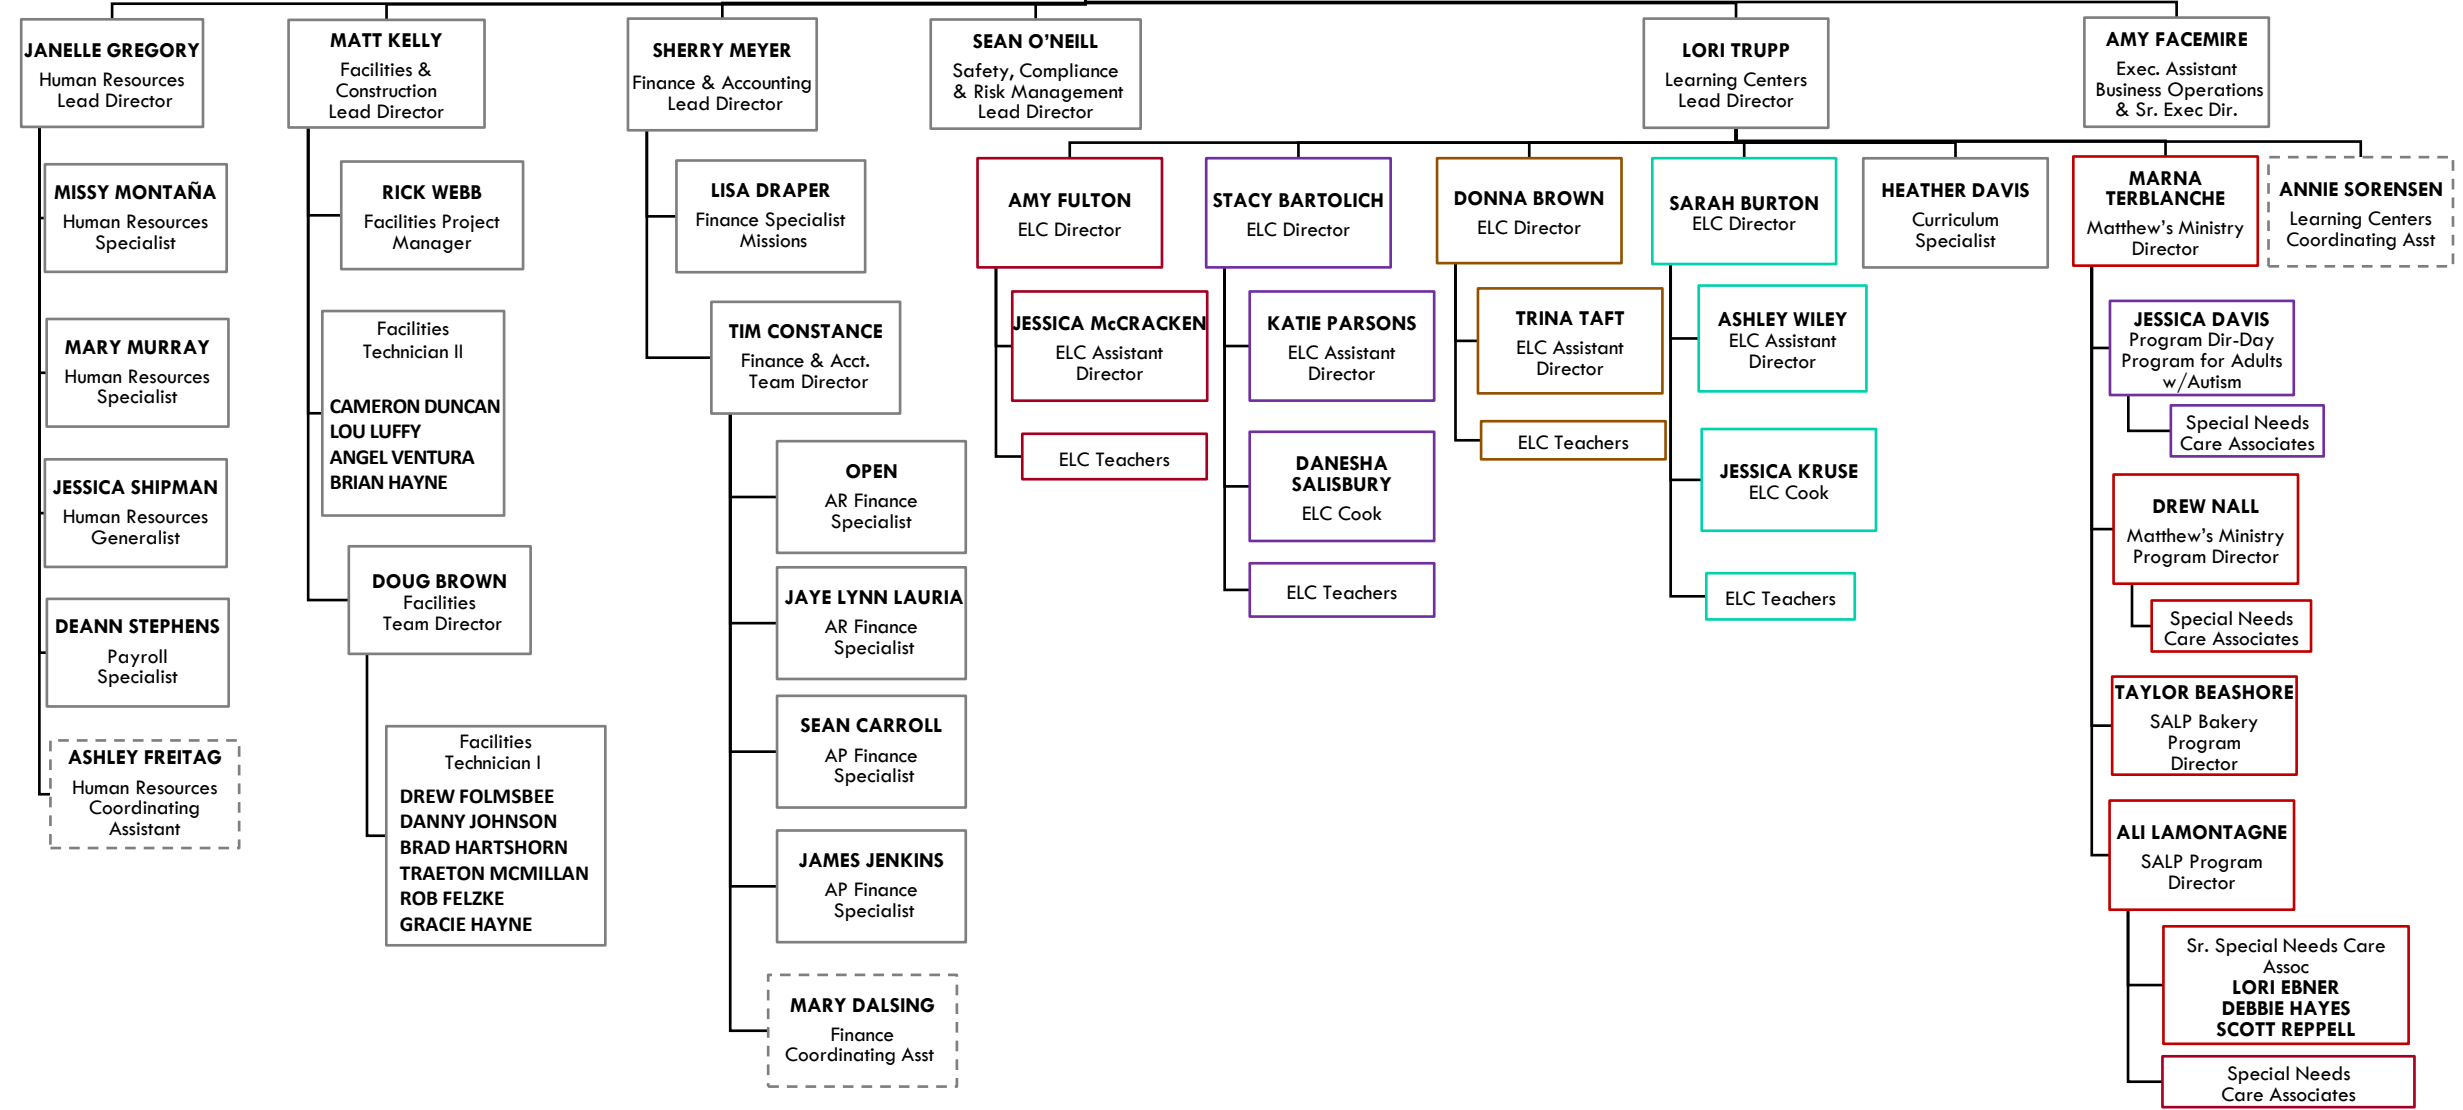 JANELLE GREGORY
Human Resources
Lead Director
MISSY MONTAÑA
Human Resources
Specialist
MARY MURRAY
Human Resources
Specialist
JESSICA SHIPMAN
Human Resources
Generalist
DEANN STEPHENS
Payroll
Specialist
ASHLEY FREITAG
Human Resources
Coordinating
Assistant
MATT KELLY
Facilities &
Construction
Lead Director
RICK WEBB
Facilities Project
Manager
Facilities
Technician II
CAMERON DUNCAN
LOU LUFFY
ANGEL VENTURA
BRIAN HAYNE
DOUG BROWN
Facilities
Team Director
Facilities
Technician I
DREW FOLMSBEE
DANNY JOHNSON
BRAD HARTSHORN
TRAETON MCMILLAN
ROB FELZKE
GRACIE HAYNE
SHERRY MEYER
Finance & Accounting
Lead Director
LISA DRAPER
Finance Specialist
Missions
TIM CONSTANCE
Finance & Acct.
Team Director
OPEN
AR Finance
Specialist
JAYE LYNN LAURIA
AR Finance
Specialist
SEAN CARROLL
AP Finance
Specialist
JAMES JENKINS
AP Finance
Specialist
MARY DALSING
Finance
Coordinating Asst
SEAN O’NEILL
Safety, Compliance
& Risk Management
Lead Director
LORI TRUPP
Learning Centers
Lead Director
AMY FULTON
ELC Director
JESSICA McCRACKEN
ELC Assistant
Director
ELC Teachers
STACY BARTOLICH
ELC Director
KATIE PARSONS
ELC Assistant
Director
DANESHA
SALISBURY
ELC Cook
ELC Teachers
DONNA BROWN
ELC Director
TRINA TAFT
ELC Assistant
Director
ELC Teachers
SARAH BURTON
ELC Director
ASHLEY WILEY
ELC Assistant
Director
JESSICA KRUSE
ELC Cook
ELC Teachers
HEATHER DAVIS
Curriculum
Specialist
MARNA
TERBLANCHE
Matthew’s Ministry
Director
JESSICA DAVIS
Program Dir-Day
Program for Adults
w/Autism
Special Needs
Care Associates
DREW NALL
Matthew’s Ministry
Program Director
Special Needs
Care Associates
TAYLOR BEASHORE
SALP Bakery
Program
Director
ALI LAMONTAGNE
SALP Program
Director
Sr. Special Needs Care
Assoc
LORI EBNER
DEBBIE HAYES
SCOTT REPPELL
Special Needs
Care Associates
ANNIE SORENSEN
Learning Centers
Coordinating Asst
AMY FACEMIRE
Exec. Assistant
Business Operations
& Sr. Exec Dir.